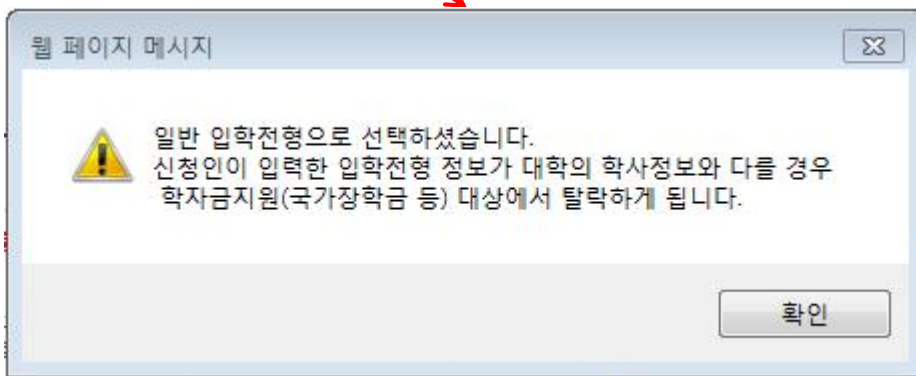 웹 페이지 메시지
일반 입학전형으로 선택하셨습니다.
신청인이 입력한 입학전형 정보가 대학의 학사정보와 다를 경우
학자금지원(국가장학금 등) 대상에서 탈락하게 됩니다.
확인